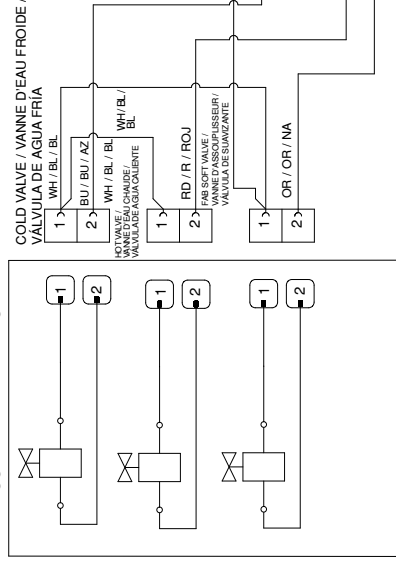 COLD VALVE / VANNE D'EAU FROIDE /
VÁLVULA DE AGUA FRÍA
WH / BL / BL
1
BU / BU / AZ
2
WH / BL / BL
HOT VALVE /
VANNE D'EAU CHAUDE /
VÁLVULA DE AGUA CALIENTE
WH / BL /
BL
1
RD / R / ROJ
2
FAB SOFT VALVE /
VANNE D'ASSOUPLISSEUR /
VÁLVULA DE SUAVIZANTE
1
OR / OR / NA
2
1
2
1
2
1
2